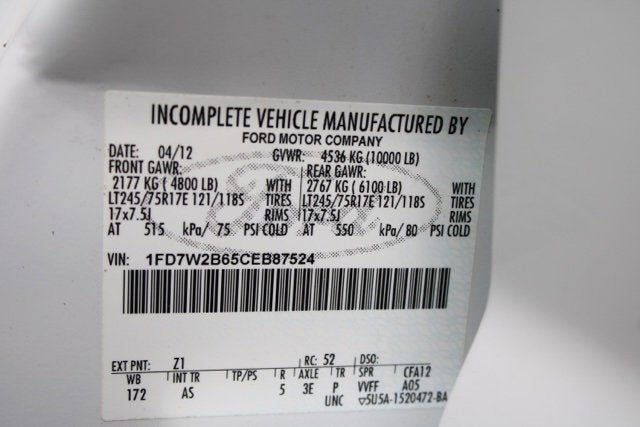 INCOMPLETE VEHICLE MANUFACTURED BY
FORD MOTOR COMPANY
DATE: 04/12 GVWR: 4536 KG (10000 LB)
FRONT GAWR: REAR GAWR:
2177 KG ( 4800 LB) WITH 2767 KG ( 6100 LB) WITH
LT245/75R17E 121/118S TIRES LT245/75R17E 121/118S TIRES
17x7.5J RIMS 17x7.5J RIMS
AT 515 kPa/ 75 PSI COLD AT 550 kPa/ 80 PSI COLD
VIN: 1FD7W2B65CEB87524
EXT PNT: Z1 RC: 52 DSO:
WB INT TR TP/PS R AXLE TR SPR CFA12
172 AS 5 3E P VVFF A05
UNC ▽5U5A-1520472-BA